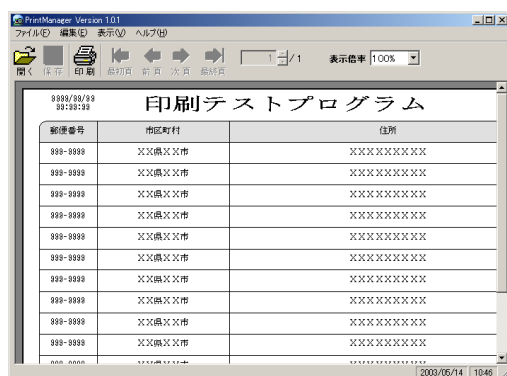 PrintManager Version 1.0.1
ファイル(F) 編集(E) 表示(V) ヘルプ(H)
開く 保存 印刷 最初頁 前頁 次頁 最終頁 1 / 1 表示倍率 100%
9999/99/99
99:99:99
印刷テストプログラム
郵便番号 市区町村 住所
999-9999 XX県XX市 XXXXXXXXX
999-9999 XX県XX市 XXXXXXXXX
999-9999 XX県XX市 XXXXXXXXX
999-9999 XX県XX市 XXXXXXXXX
999-9999 XX県XX市 XXXXXXXXX
999-9999 XX県XX市 XXXXXXXXX
999-9999 XX県XX市 XXXXXXXXX
999-9999 XX県XX市 XXXXXXXXX
999-9999 XX県XX市 XXXXXXXXX
999-9999 XX県XX市 XXXXXXXXX
2003/05/14 10:46